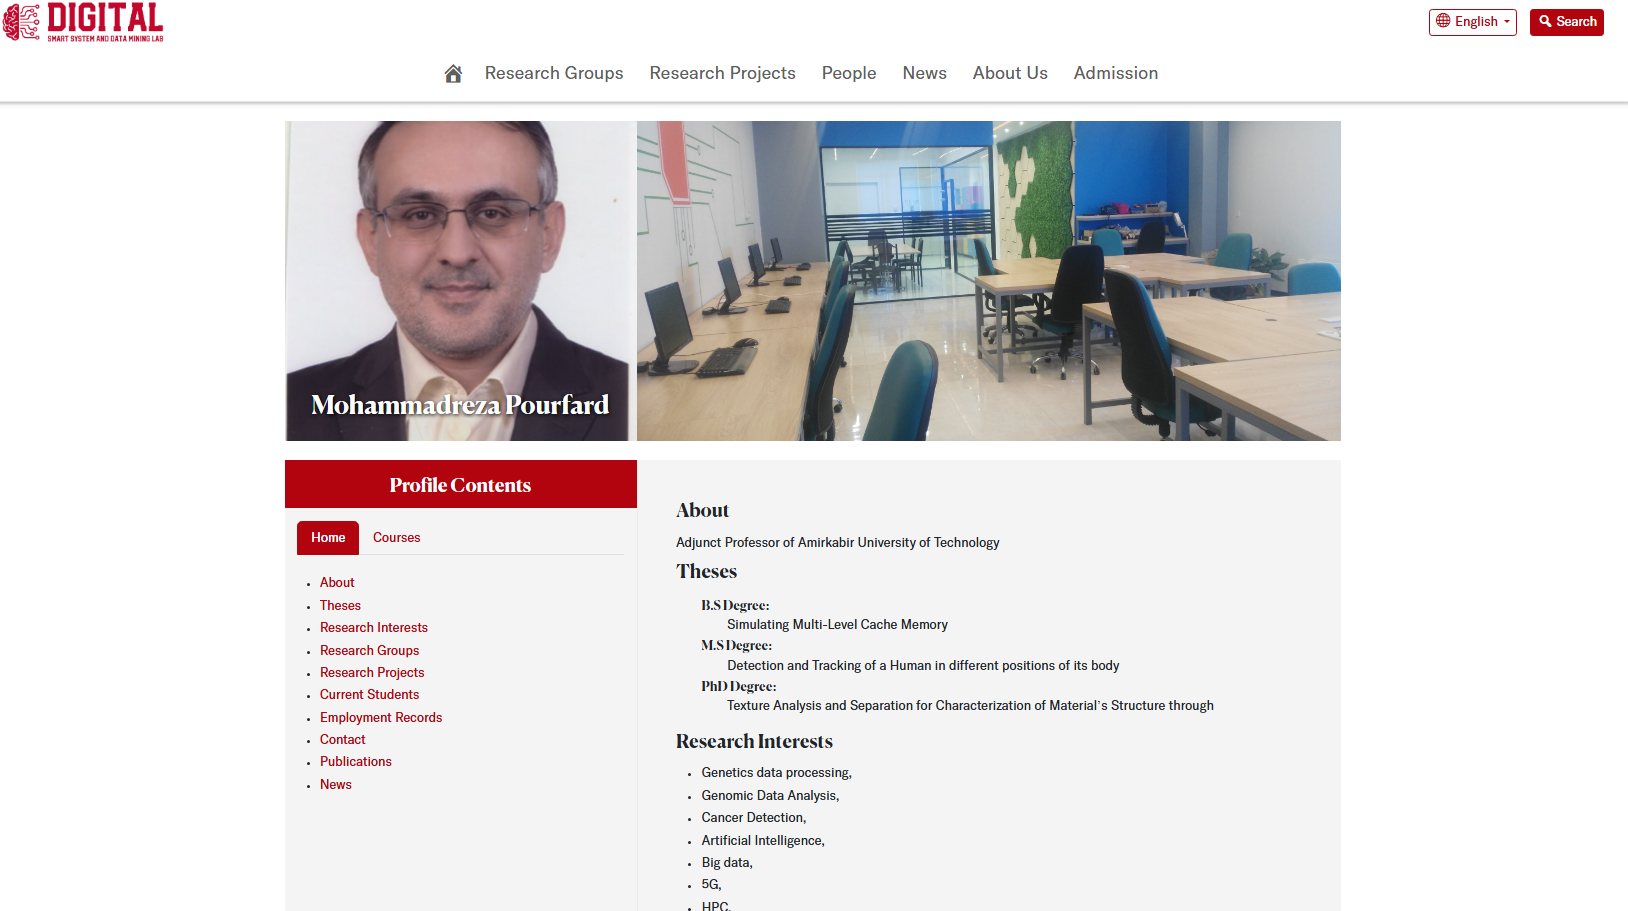 DIGITAL
SMART SYSTEM AND DATA MINING LAB
English
Search
Research Groups
Research Projects
People
News
About Us
Admission
Mohammadreza Pourfard
Profile Contents
Home
Courses
About
Theses
Research Interests
Research Groups
Research Projects
Current Students
Employment Records
Contact
Publications
News
About
Adjunct Professor of Amirkabir University of Technology
Theses
B.S Degree:
Simulating Multi-Level Cache Memory
M.S Degree:
Detection and Tracking of a Human in different positions of its body
PhD Degree:
Texture Analysis and Separation for Characterization of Material's Structure through
Research Interests
Genetics data processing,
Genomic Data Analysis,
Cancer Detection,
Artificial Intelligence,
Big data,
5G,
HPC,